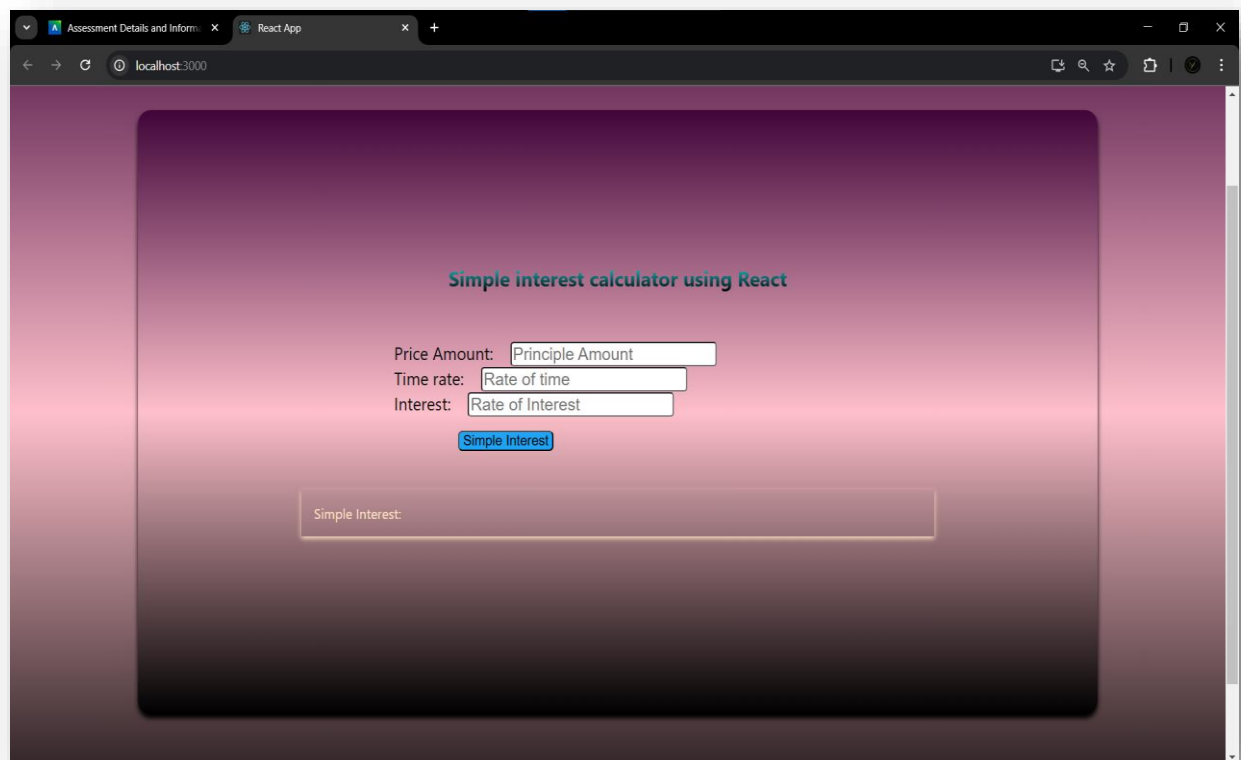 Assessment Details and Inform
React App
localhost:3000
Simple interest calculator using React
Price Amount: Principle Amount
Time rate: Rate of time
Interest: Rate of Interest
Simple Interest
Simple Interest: